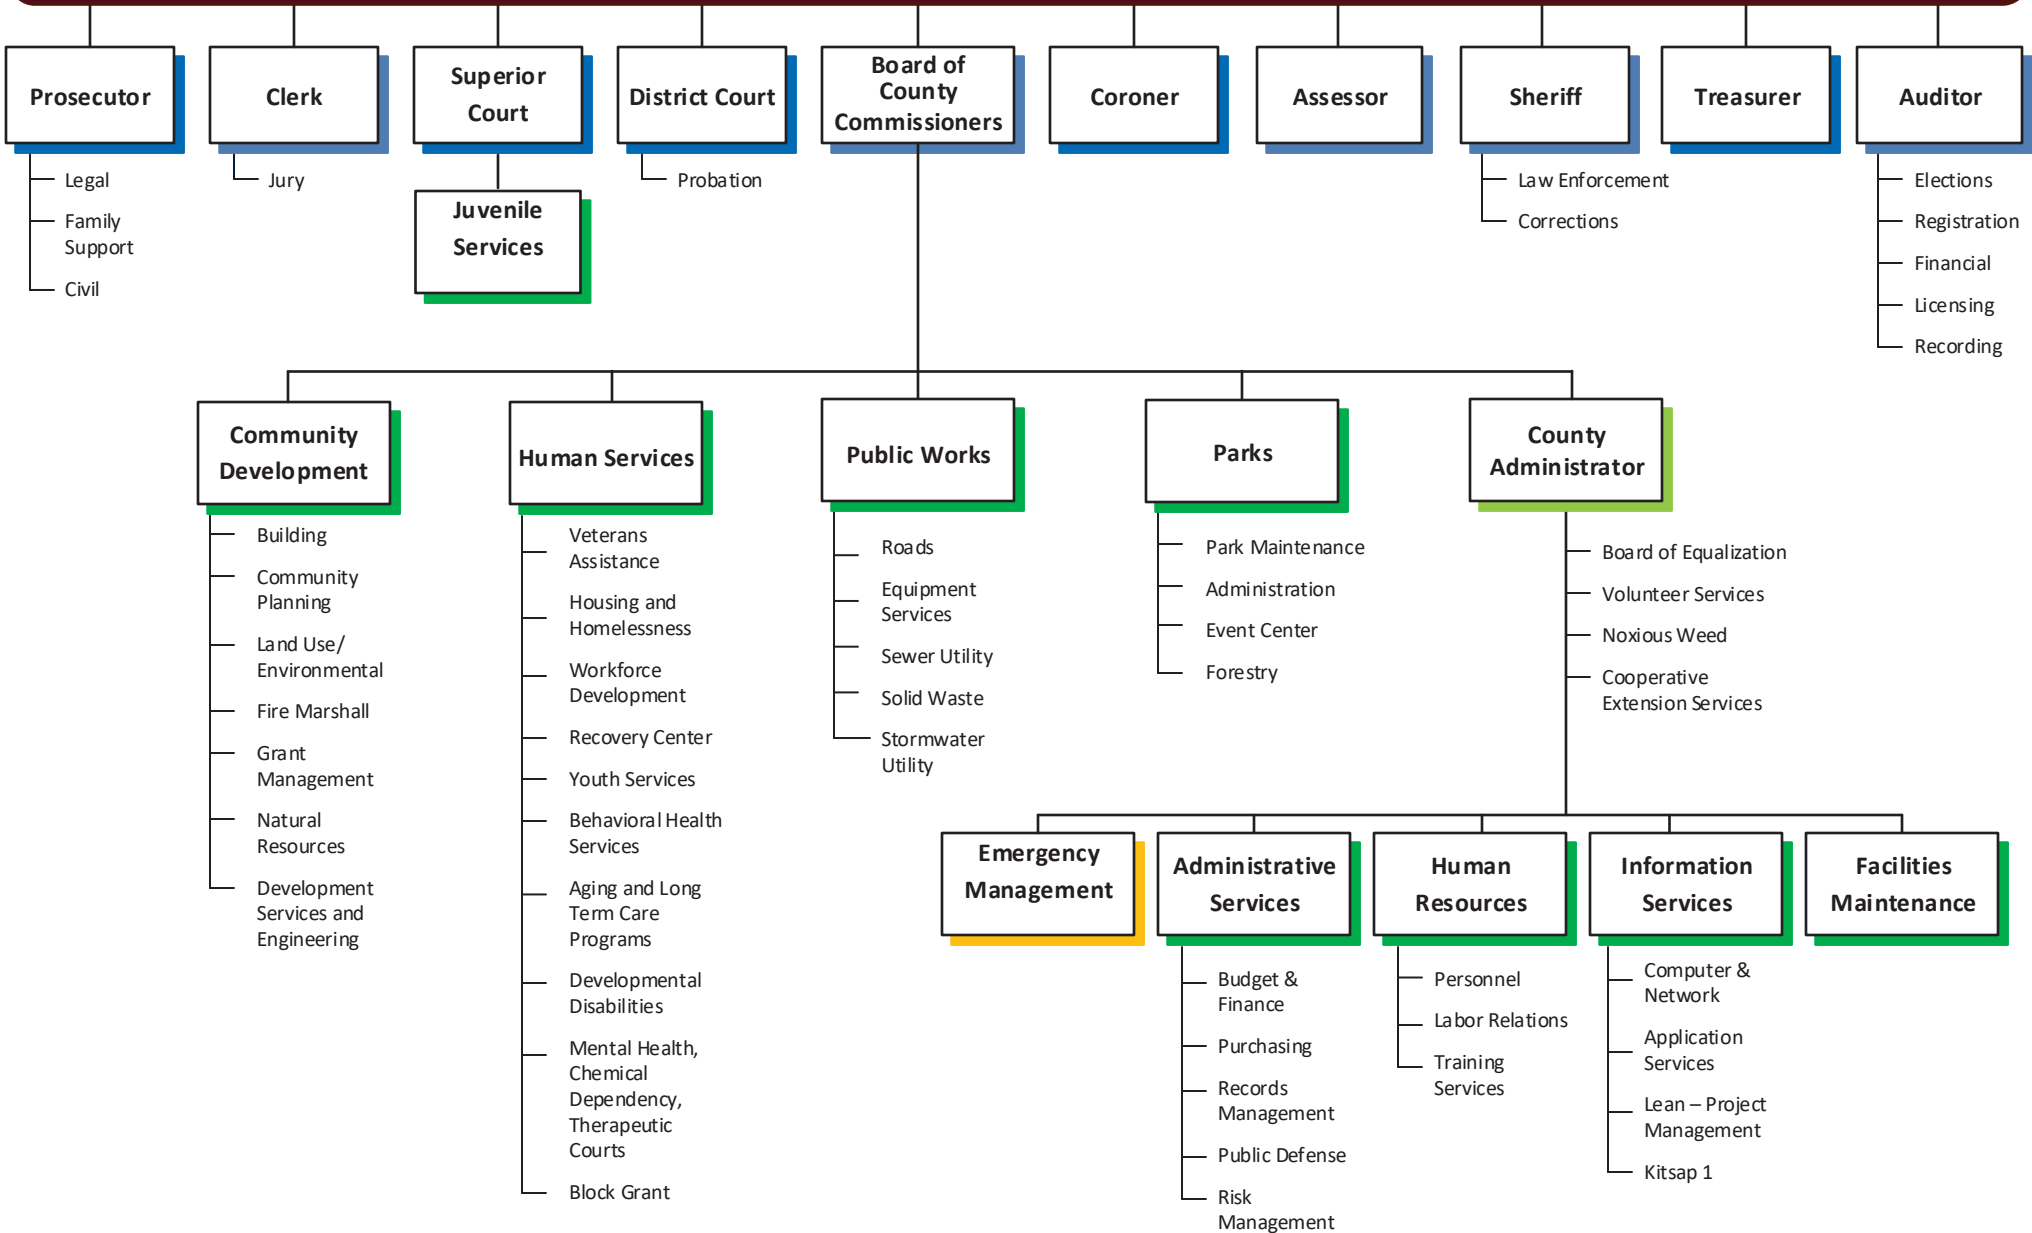 Prosecutor
Legal
Family
Support
Civil
Clerk
Jury
Superior
Court
Juvenile
Services
District Court
Probation
Board of
County
Commissioners
Coroner
Assessor
Sheriff
Law Enforcement
Corrections
Treasurer
Auditor
Elections
Registration
Financial
Licensing
Recording
Community
Development
Building
Community
Planning
Land Use/
Environmental
Fire Marshall
Grant
Management
Natural
Resources
Development
Services and
Engineering
Human Services
Veterans
Assistance
Housing and
Homelessness
Workforce
Development
Recovery Center
Youth Services
Behavioral Health
Services
Aging and Long
Term Care
Programs
Developmental
Disabilities
Mental Health,
Chemical
Dependency,
Therapeutic
Courts
Block Grant
Public Works
Roads
Equipment
Services
Sewer Utility
Solid Waste
Stormwater
Utility
Parks
Park Maintenance
Administration
Event Center
Forestry
County
Administrator
Board of Equalization
Volunteer Services
Noxious Weed
Cooperative
Extension Services
Emergency
Management
Administrative
Services
Budget &
Finance
Purchasing
Records
Management
Public Defense
Risk
Management
Human
Resources
Personnel
Labor Relations
Training
Services
Information
Services
Computer &
Network
Application
Services
Lean – Project
Management
Kitsap 1
Facilities
Maintenance